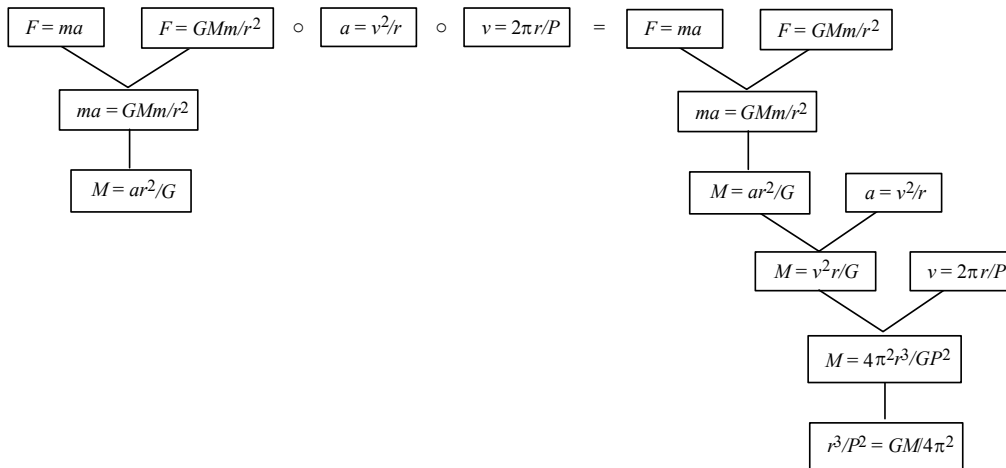 F = ma F = GMm/r² ○ a = v²/r ○ v = 2πr/P = F = ma F = GMm/r²
ma = GMm/r² ma = GMm/r²
M = ar²/G M = ar²/G a = v²/r
M = v²r/G v = 2πr/P
M = 4π²r³/GP²
r³/P² = GM/4π²